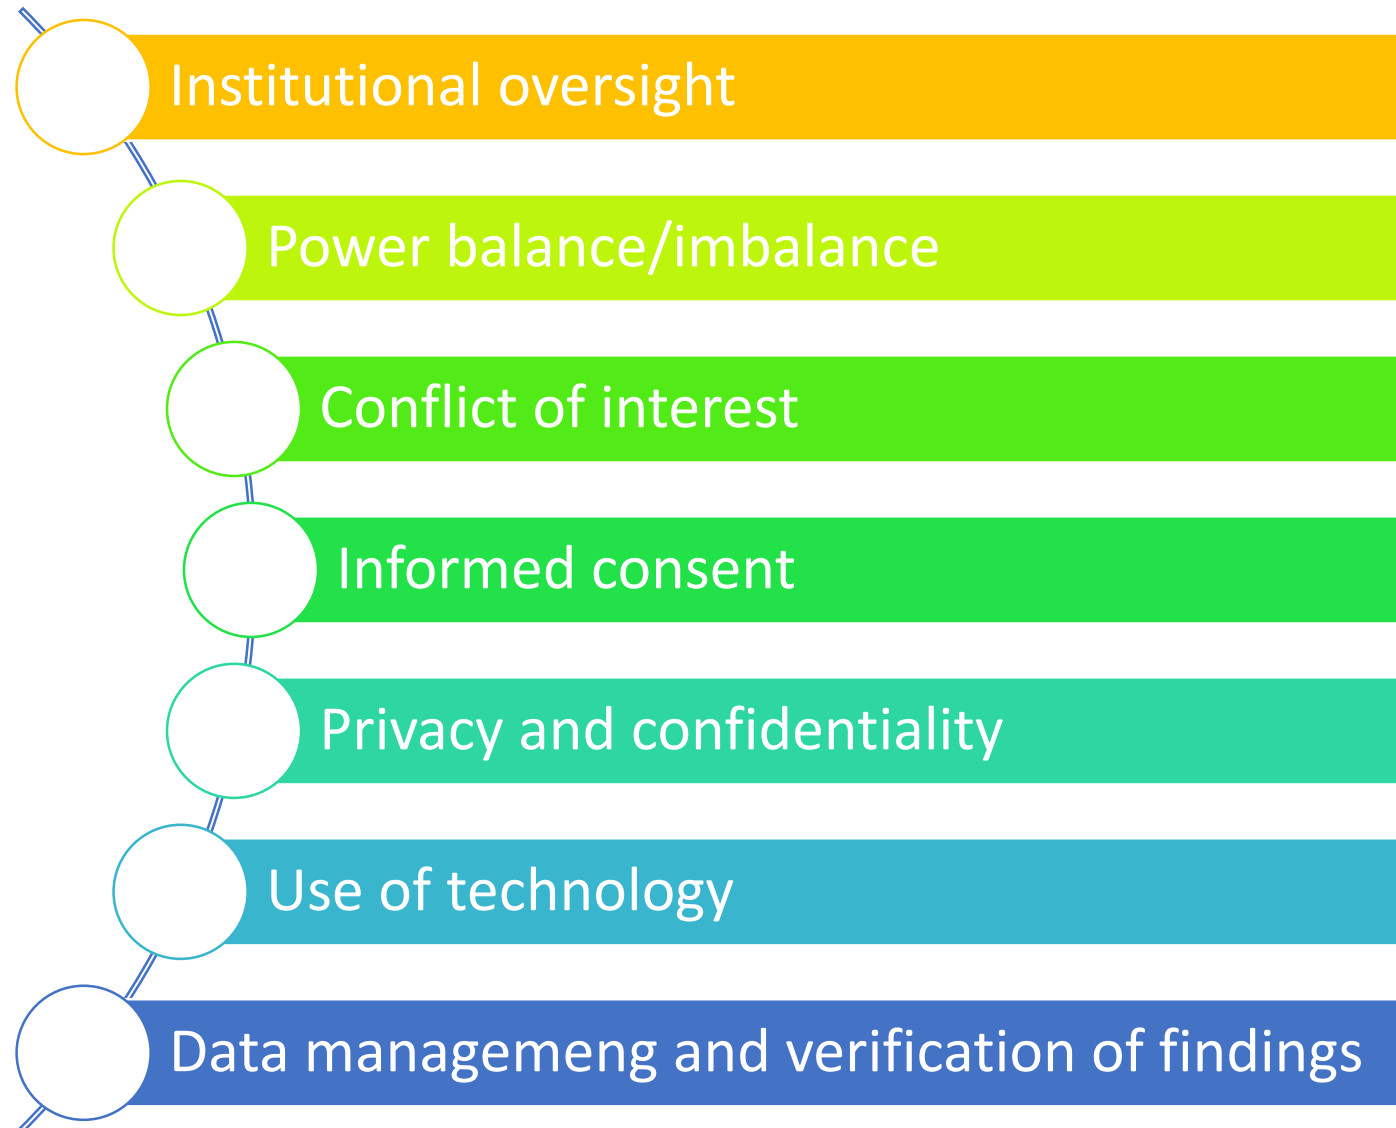 Institutional oversight
Power balance/imbalance
Conflict of interest
Informed consent
Privacy and confidentiality
Use of technology
Data managemeng and verification of findings